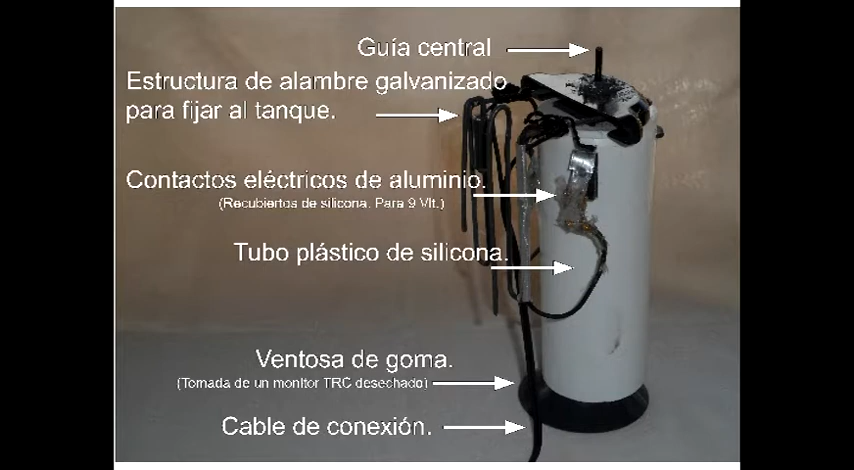 Guía central
Estructura de alambre galvanizado
para fijar al tanque.
Contactos eléctricos de aluminio.
(Recubiertos de silicona. Para 9 Vlt.)
Tubo plástico de silicona.
Ventosa de goma.
(Tomada de un monitor TRC desechado)
Cable de conexión.